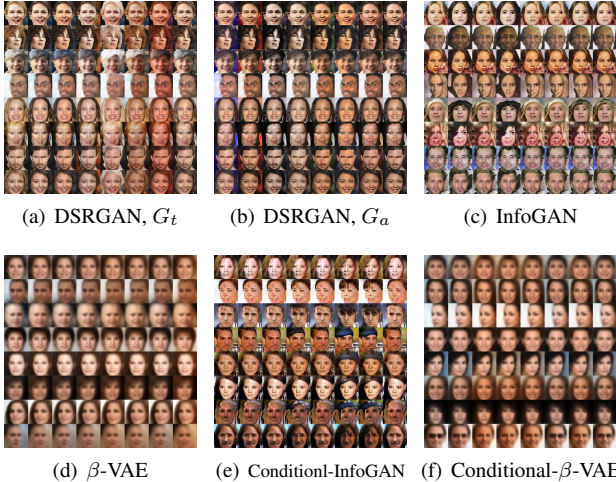 (a) DSRGAN, G_t
(b) DSRGAN, G_a
(c) InfoGAN
(d) β-VAE
(e) Conditionl-InfoGAN
(f) Conditional-β-VAE